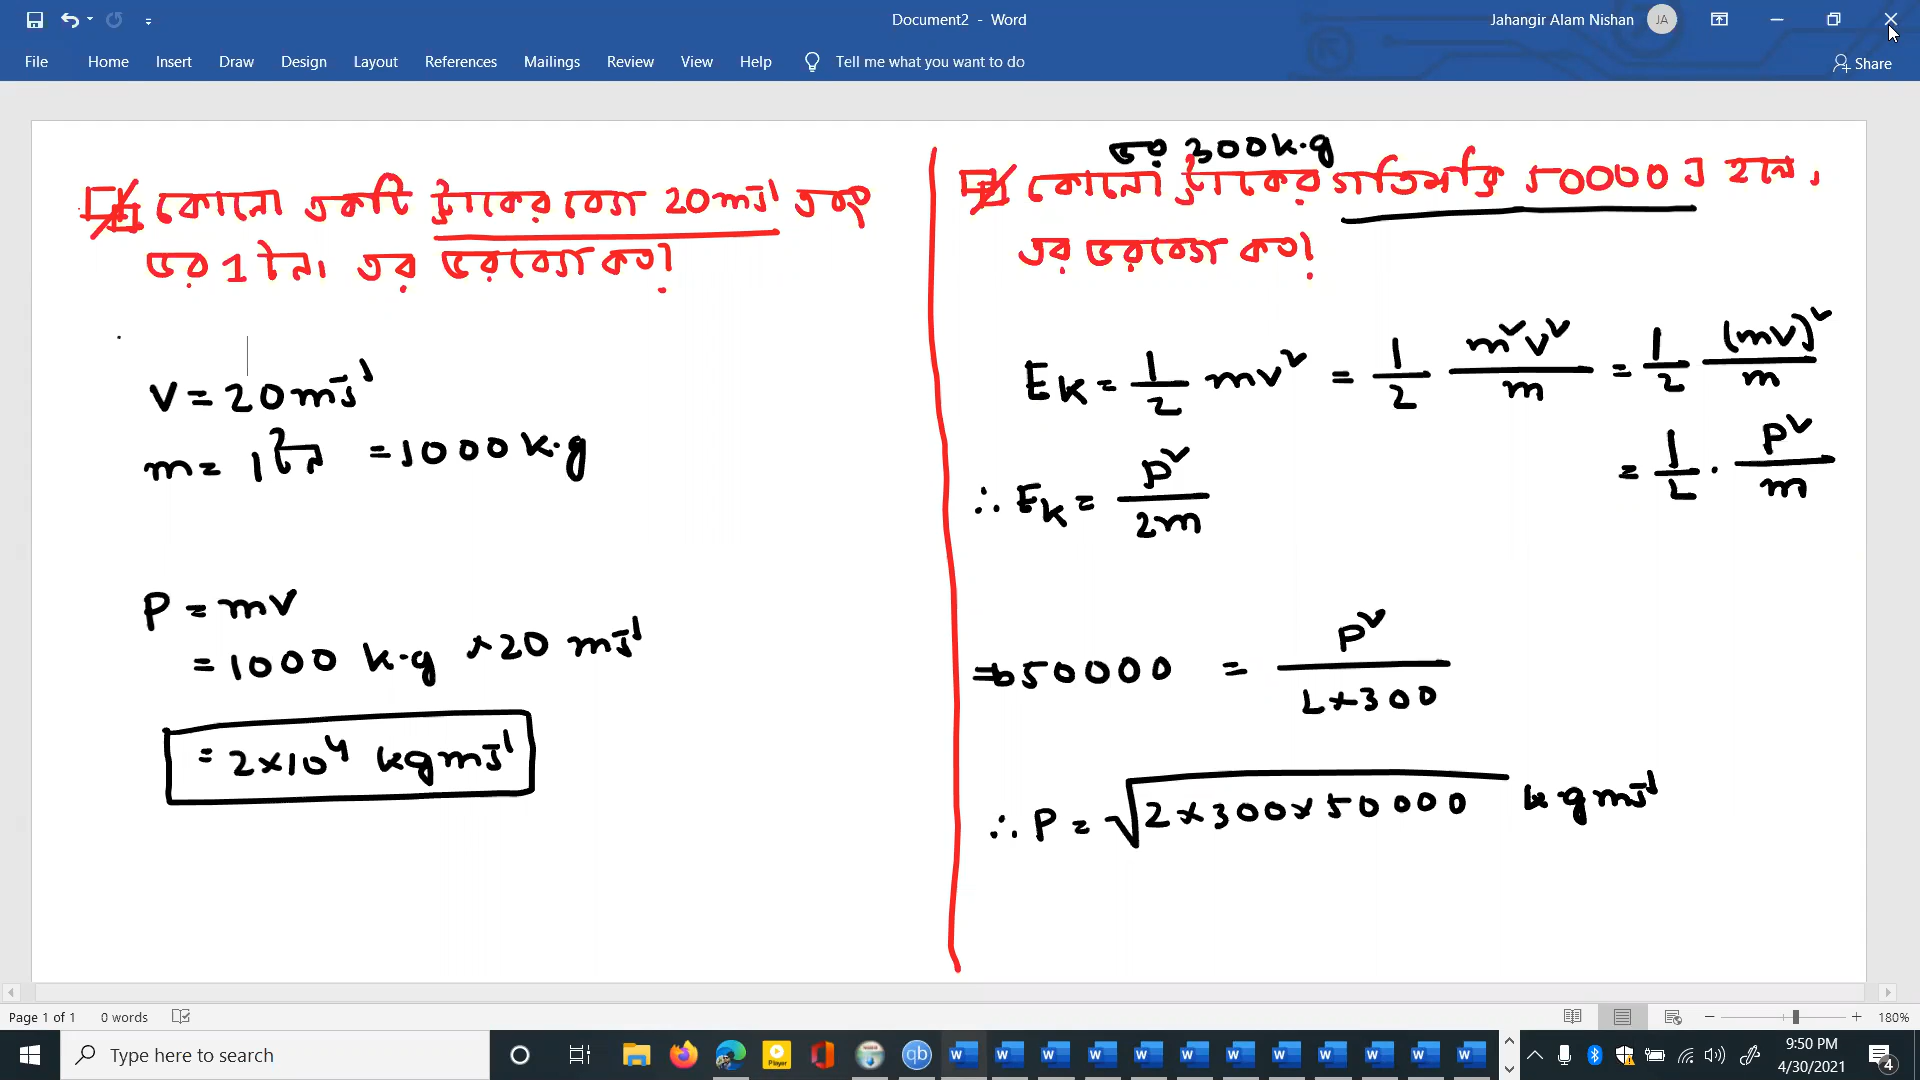 Document2 - Word
Jahangir Alam Nishan
JA
File Home Insert Draw Design Layout References Mailings Review View Help Tell me what you want to do
Share
কোনো একটি ট্রাকের বেগ 20ms⁻¹ এবং
ভর 1 টন। এর ভরবেগ কত?
V = 20ms⁻¹
m = 1 টন = 1000 k.g
P = mv
= 1000 k.g × 20 ms⁻¹
= 2×10⁴ kgms⁻¹
ভর 300k.g
কোনো ট্রাকের গতিশক্তি 50000 J হলে,
এর ভরবেগ কত?
Eₖ = 1/2 mv² = 1/2 m²v²/m = 1/2 (mv)²/m
= 1/2 . P²/m
∴ Eₖ = P²/2m
⇒ 50000 = P²/2×300
∴ P = √2×300×50000 k.gms⁻¹
Page 1 of 1 0 words
180%
Type here to search
qb
Player
9:50 PM
4/30/2021
4